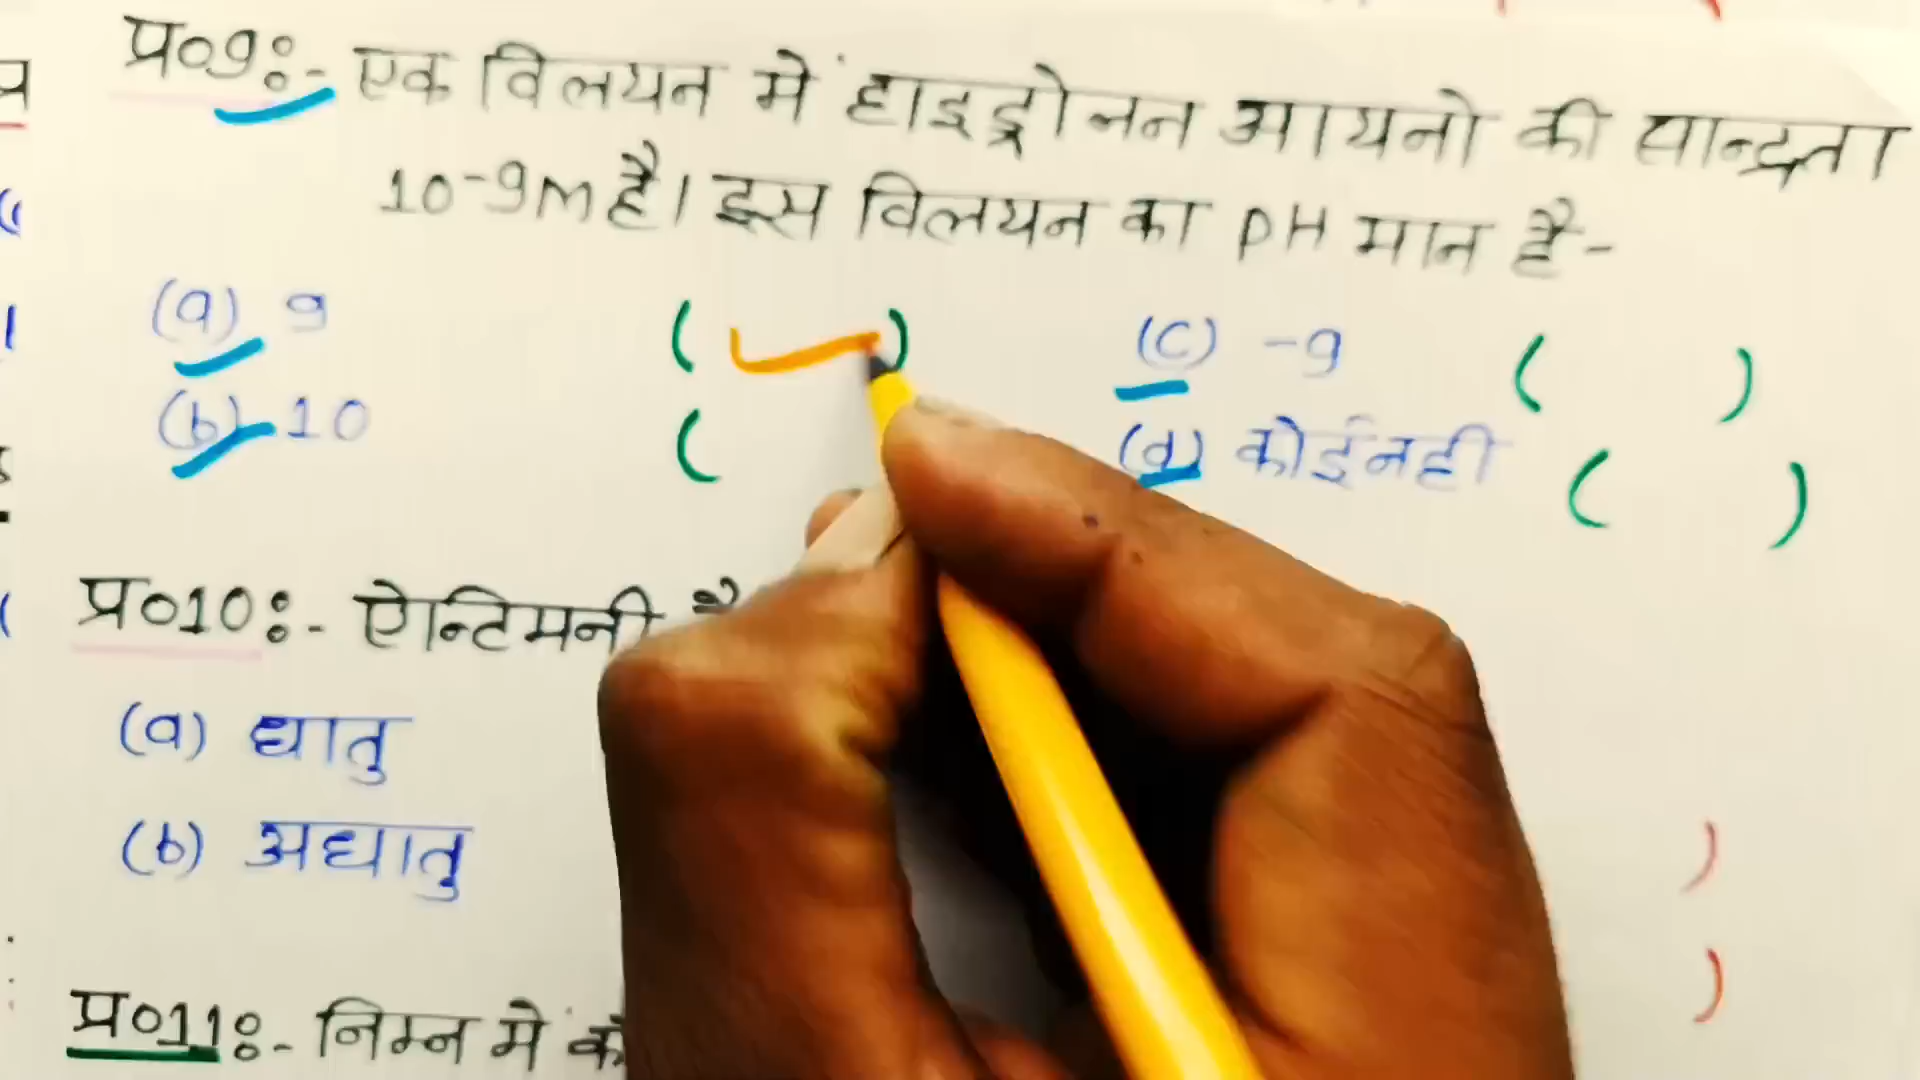 प्र०9:- एक विलयन में हाइड्रोजन आयनो की सान्द्रता
10-9M है। इस विलयन का PH मान है-
(a) 9 ( )
(c) -9 ( )
(b) 10 (
(d) कोई नही ( )
प्र०10:- ऐन्टिमनी है
(a) धातु
(b) अधातु )
)
प्र०11:- निम्न में